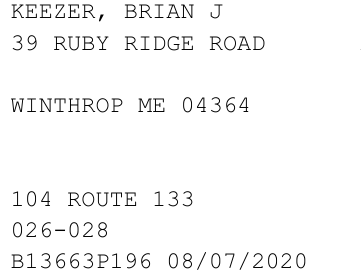 KEEZER, BRIAN J
39 RUBY RIDGE ROAD
WINTHROP ME 04364
104 ROUTE 133
026-028
B13663P196 08/07/2020